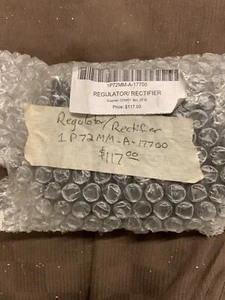 1P72MM-A-17700
REGULATOR/ RECTIFIER
Price: $117.00
Regulator/
Rectifier
1P72MM-A-17700
$117.00